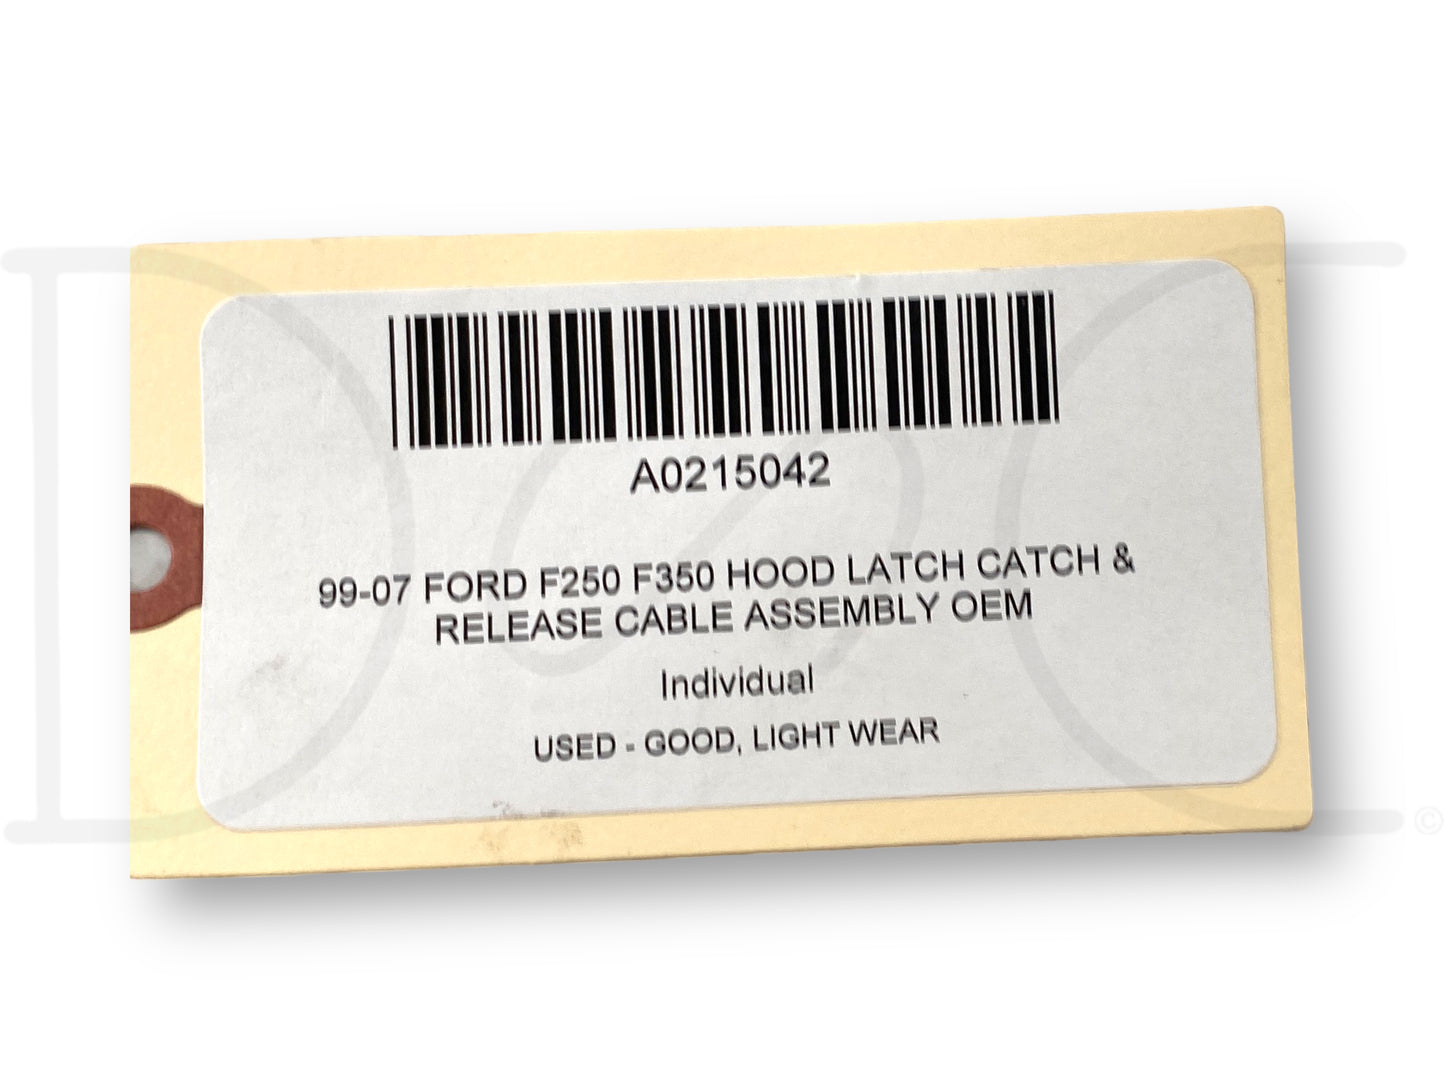 A0215042
99-07 FORD F250 F350 HOOD LATCH CATCH &
RELEASE CABLE ASSEMBLY OEM
Individual
USED - GOOD, LIGHT WEAR
©